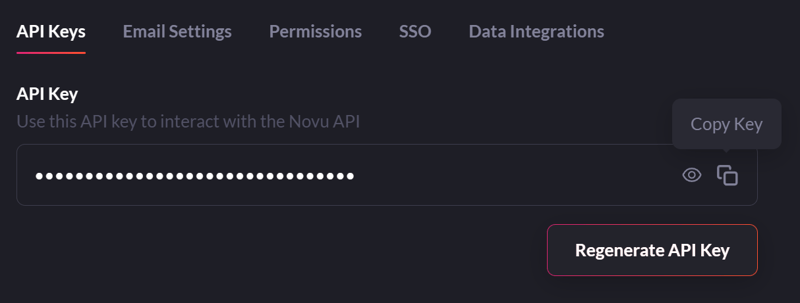 API Keys Email Settings Permissions SSO Data Integrations
API Key
Use this API key to interact with the Novu API
Copy Key
••••••••••••••••••••••••••••••••
Regenerate API Key